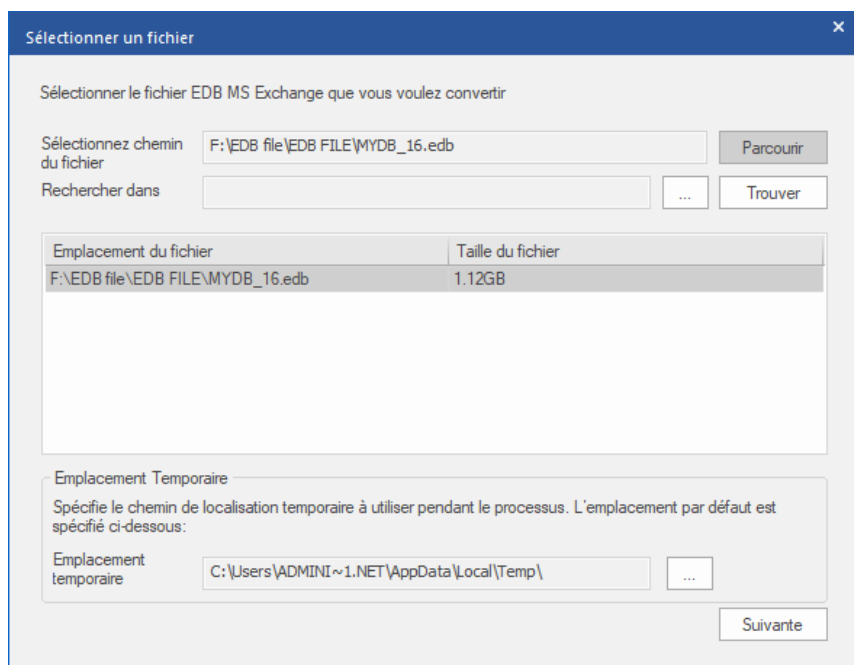 Sélectionner un fichier
×
Sélectionner le fichier EDB MS Exchange que vous voulez convertir
Sélectionnez chemin du fichier
F:\EDB file\EDB FILE\MYDB_16.edb
Parcourir
Rechercher dans
...
Trouver
Emplacement du fichier
Taille du fichier
F:\EDB file\EDB FILE\MYDB_16.edb
1.12GB
Emplacement Temporaire
Spécifie le chemin de localisation temporaire à utiliser pendant le processus. L'emplacement par défaut est
spécifié ci-dessous:
Emplacement
temporaire
C:\Users\ADMINI~1.NET\AppData\Local\Temp\
...
Suivante